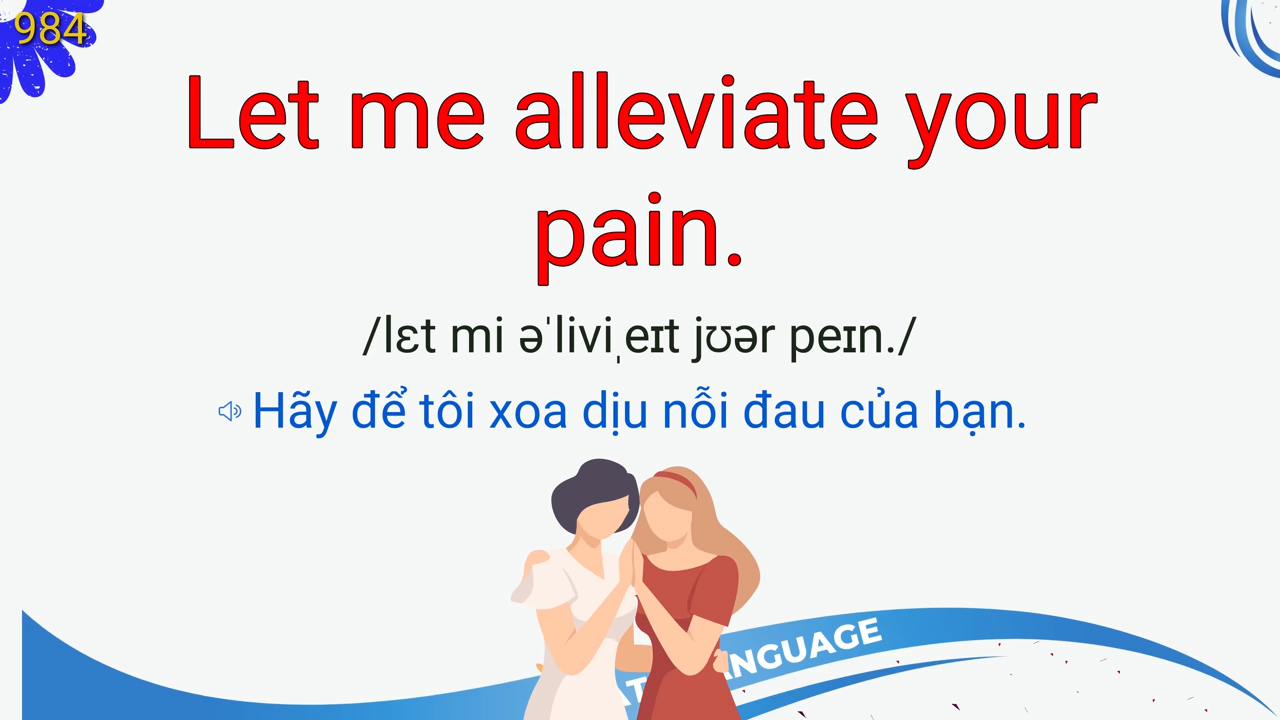 984
Let me alleviate your
pain.
/lɛt mi əˈliviˌeɪt jʊər peɪn./
Hãy để tôi xoa dịu nỗi đau của bạn.